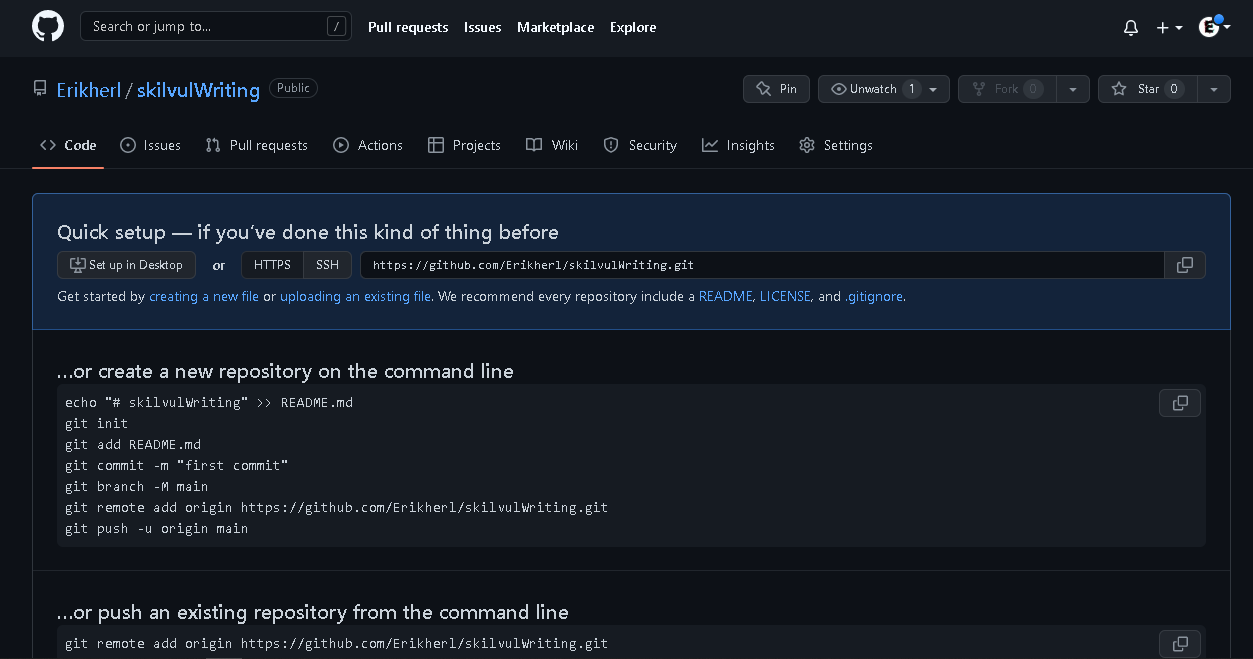 Search or jump to... /
Pull requests Issues Marketplace Explore
E
Erikherl / skilvulWriting Public
Pin Unwatch 1 Fork 0 Star 0
Code Issues Pull requests Actions Projects Wiki Security Insights Settings
Quick setup — if you've done this kind of thing before
Set up in Desktop or HTTPS SSH https://github.com/Erikherl/skilvulWriting.git
Get started by creating a new file or uploading an existing file. We recommend every repository include a README, LICENSE, and .gitignore.
...or create a new repository on the command line
echo "# skilvulWriting" >> README.md
git init
git add README.md
git commit -m "first commit"
git branch -M main
git remote add origin https://github.com/Erikherl/skilvulWriting.git
git push -u origin main
...or push an existing repository from the command line
git remote add origin https://github.com/Erikherl/skilvulWriting.git